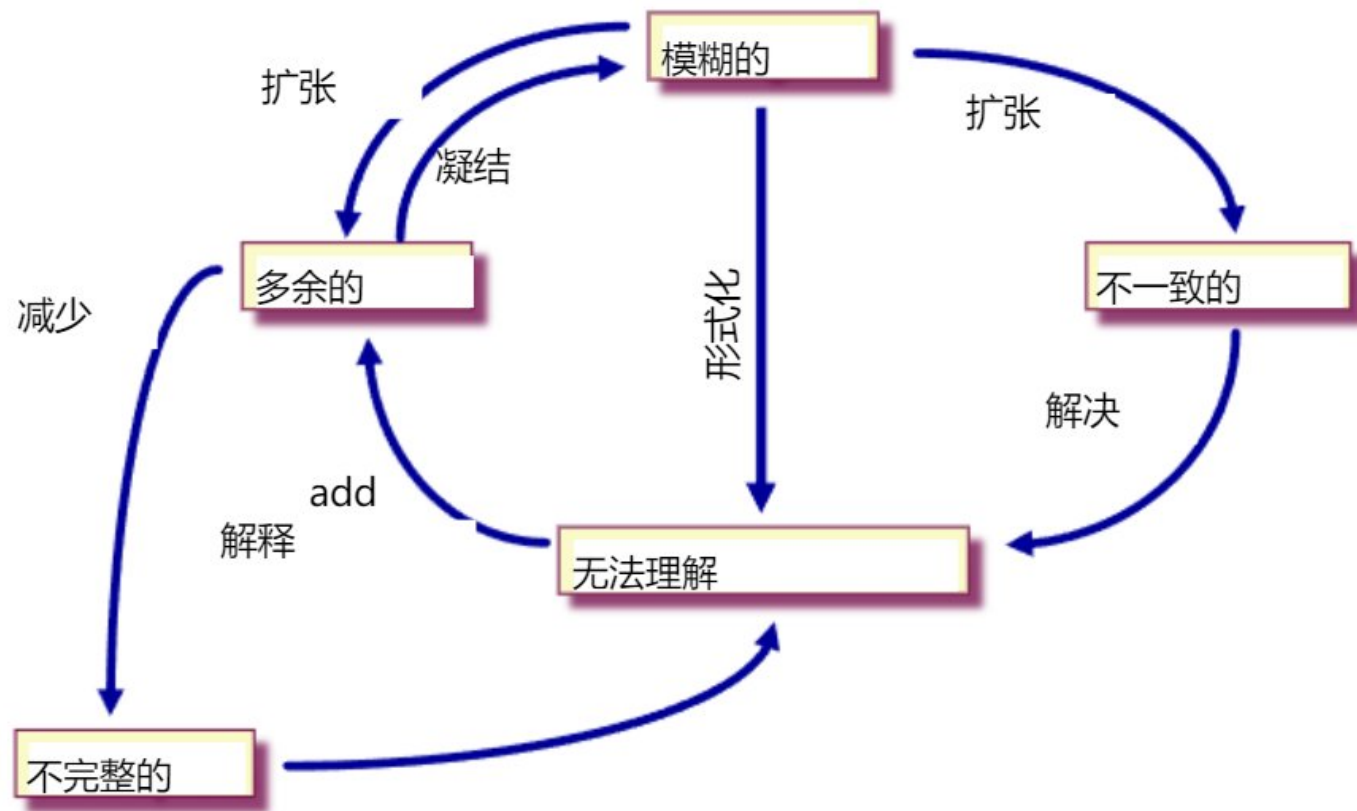 模糊的
扩张
扩张
凝结
多余的
不一致的
减少
形式化
解决
add
解释
无法理解
不完整的